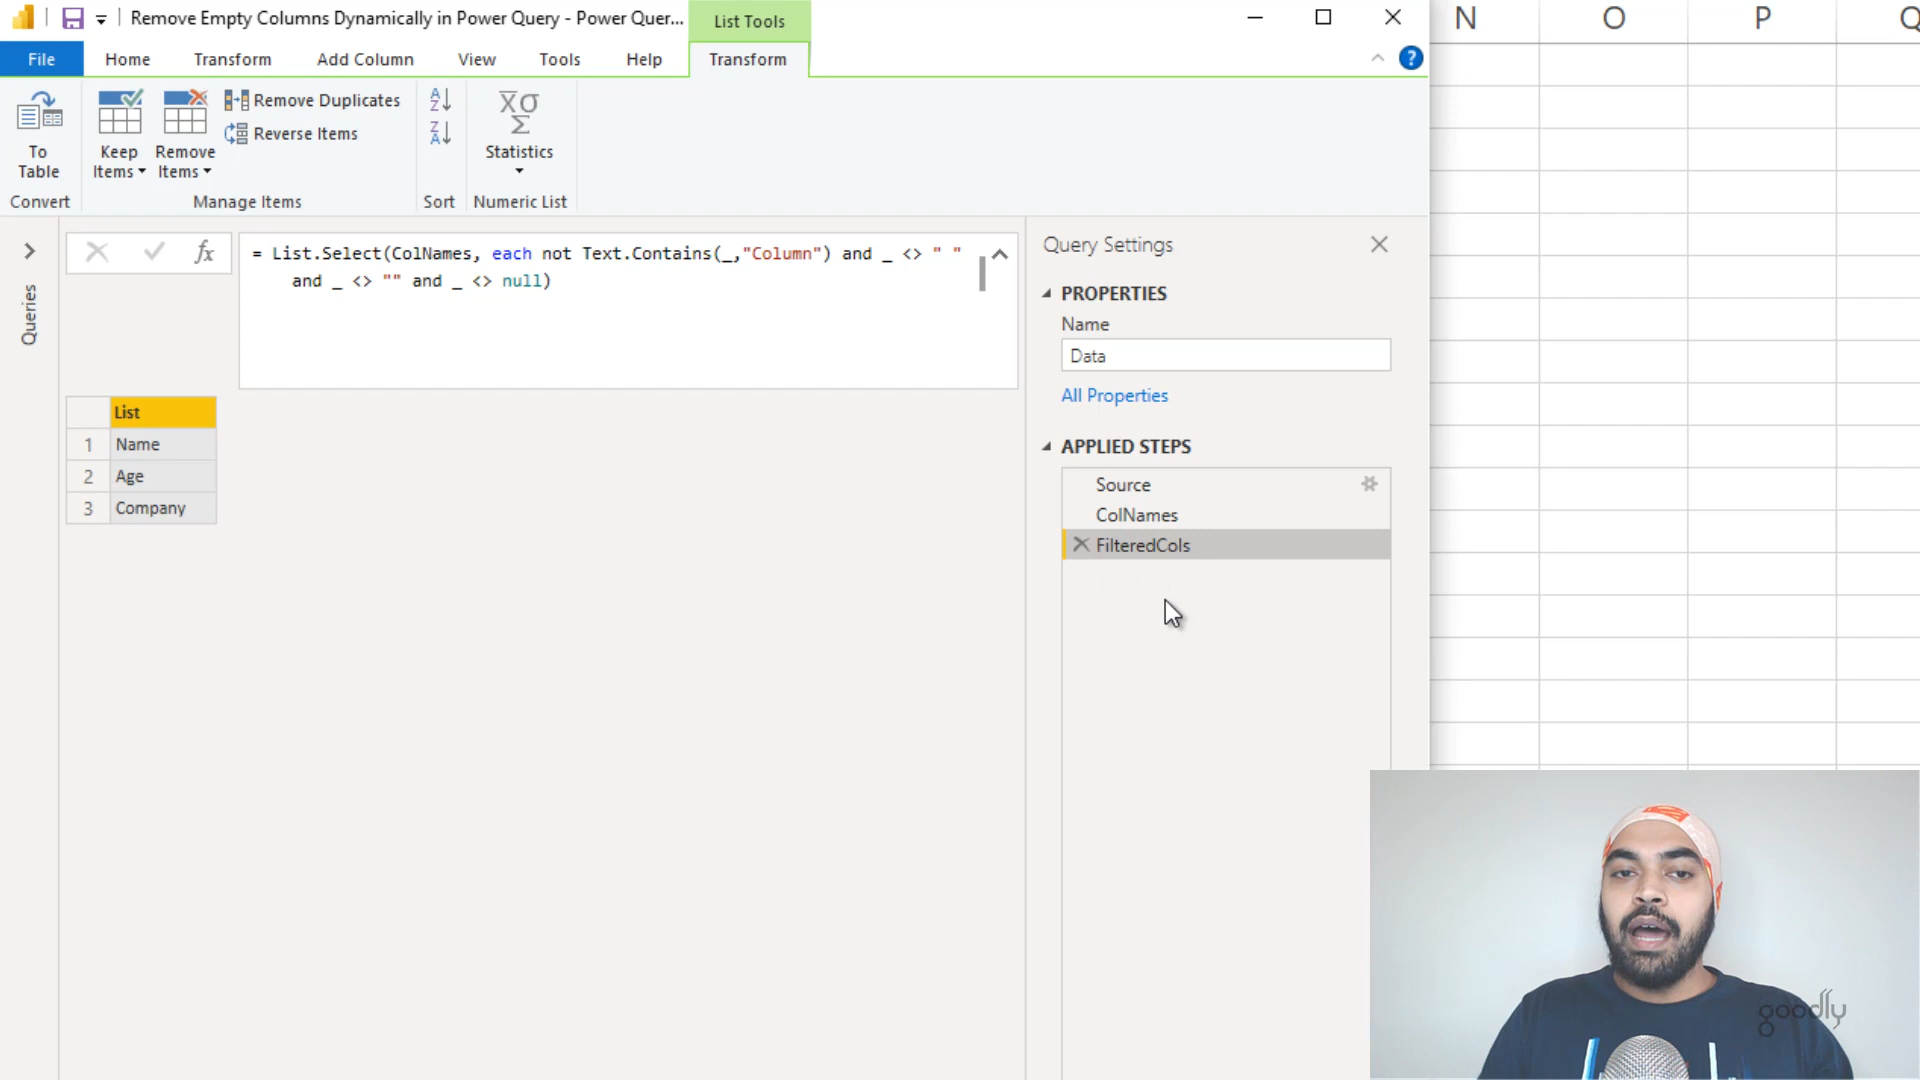 Remove Empty Columns Dynamically in Power Query - Power Quer...
List Tools
N O P Q
File Home Transform Add Column View Tools Help Transform
?
To Table
Keep Items
Remove Items
Remove Duplicates
Reverse Items
Statistics
Convert
Manage Items
Sort
Numeric List
Queries
fx
= List.Select(ColNames, each not Text.Contains(_,"Column") and _ <> " "
and _ <> "" and _ <> null)
List
1 Name
2 Age
3 Company
Query Settings
PROPERTIES
Name
Data
All Properties
APPLIED STEPS
Source
ColNames
FilteredCols
goodly